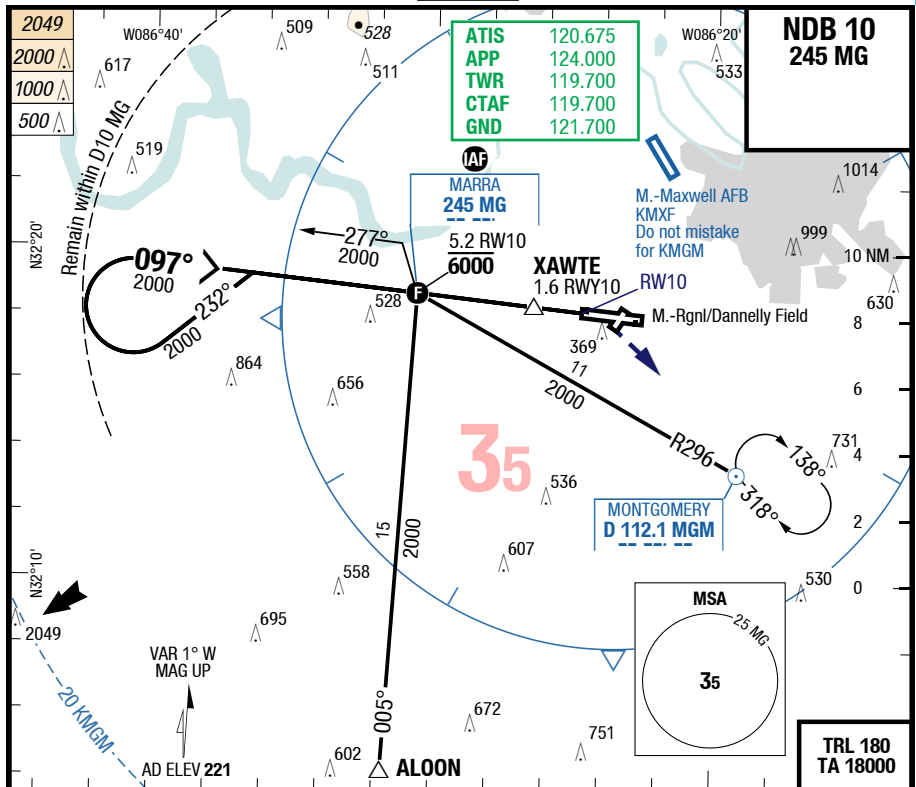 2049
2000
1000
500
W086°40'
509
528
511
617
519
ATIS 120.675
APP 124.000
TWR 119.700
CTAF 119.700
GND 121.700
W086°20'
533
NDB 10
245 MG
Remain within D10 MG
IAF
MARRA
245 MG
M.-Maxwell AFB
KMXF
Do not mistake
for KMGM
1014
999
10 NM
630
8
6
4
2
0
N32°20'
097°
2000
232°
2000
277°
2000
5.2 RW10
6000
F
XAWTE
1.6 RWY10
RW10
M.-Rgnl/Dannelly Field
528
369
864
656
11
2000
R296
35
536
731
138°
318°
MONTGOMERY
D 112.1 MGM
15
2000
607
558
530
N32°10'
2049
695
20 KMGM
VAR 1° W
MAG UP
AD ELEV 221
005°
672
751
602
ALOON
MSA
25 MG
35
TRL 180
TA 18000